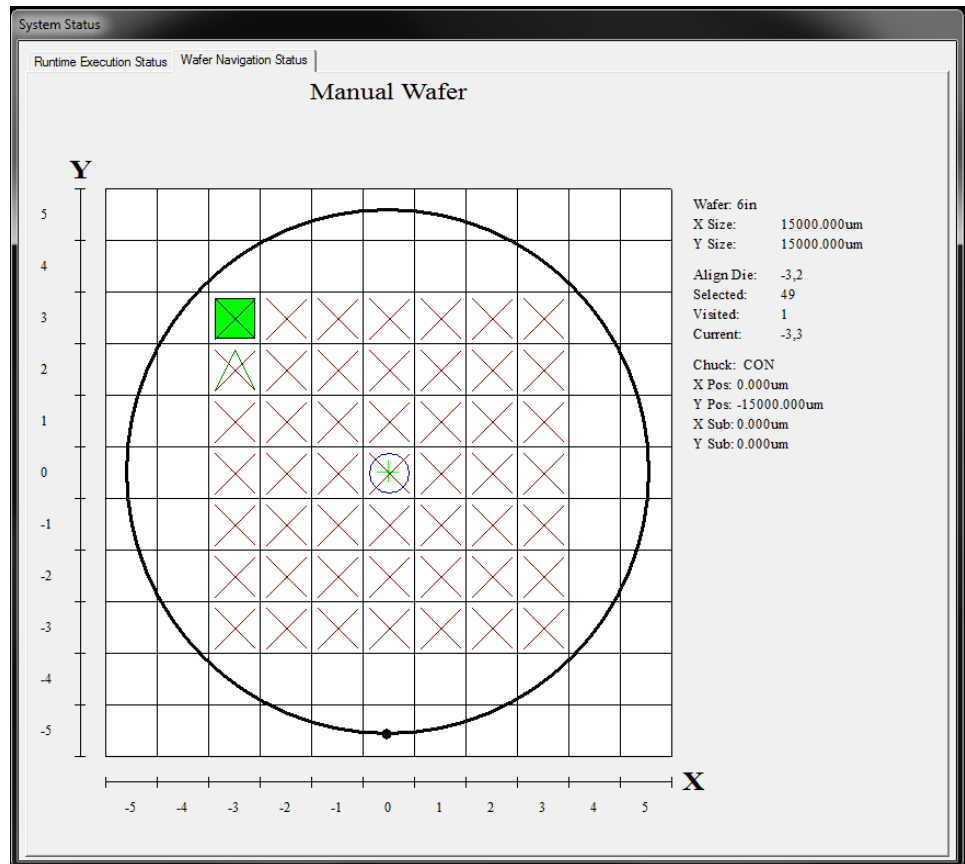 System Status
Runtime Execution Status Wafer Navigation Status
Manual Wafer
Y
5
4
3
2
1
0
-1
-2
-3
-4
-5
A
Wafer: 6in
X Size: 15000.000um
Y Size: 15000.000um
Align Die: -3,2
Selected: 49
Visited: 1
Current: -3,3
Chuck: CON
X Pos: 0.000um
Y Pos: -15000.000um
X Sub: 0.000um
Y Sub: 0.000um
X
-5 -4 -3 -2 -1 0 1 2 3 4 5